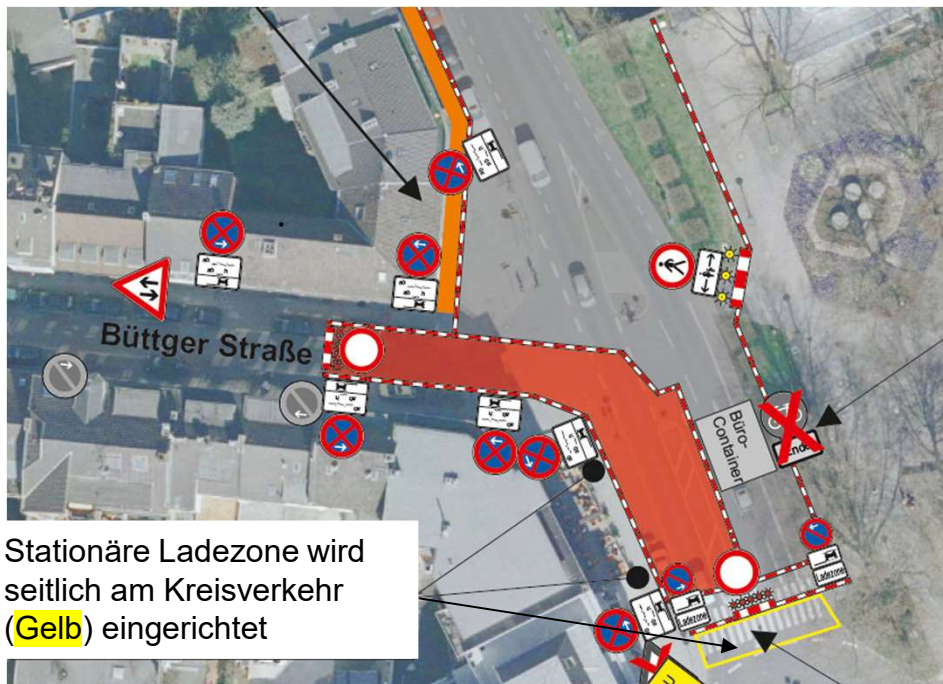 Büttger Straße
Büro-
Container
Ladezone
Ladezone
Stationäre Ladezone wird
seitlich am Kreisverkehr
(Gelb) eingerichtet